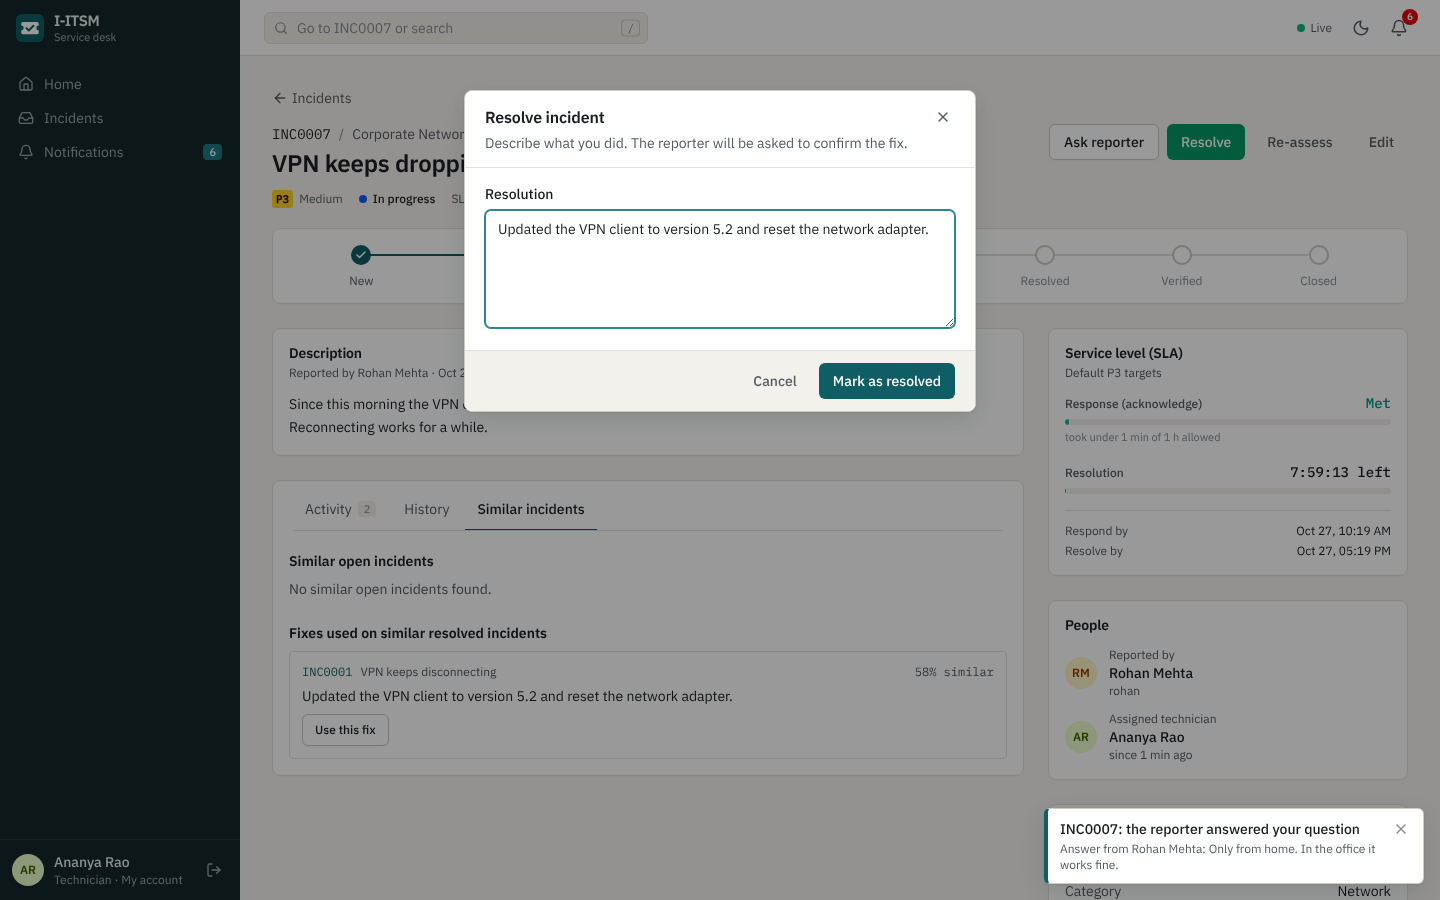 I-ITSM
Service desk
Home
Incidents
Notifications 6
AR Ananya Rao
Technician · My account
Go to INC0007 or search /
Live
6
Incidents
INC0007 / Corporate Networ
VPN keeps droppi
P3 Medium In progress SL
Ask reporter Resolve Re-assess Edit
New Resolved Verified Closed
Resolve incident
Describe what you did. The reporter will be asked to confirm the fix.
Resolution
Updated the VPN client to version 5.2 and reset the network adapter.
Cancel Mark as resolved
Description
Reported by Rohan Mehta · Oct 2
Since this morning the VPN
Reconnecting works for a while.
Activity 2 History Similar incidents
Similar open incidents
No similar open incidents found.
Fixes used on similar resolved incidents
INC0001 VPN keeps disconnecting 58% similar
Updated the VPN client to version 5.2 and reset the network adapter.
Use this fix
Service level (SLA)
Default P3 targets
Response (acknowledge) Met
took under 1 min of 1 h allowed
Resolution 7:59:13 left
Respond by Oct 27, 10:19 AM
Resolve by Oct 27, 05:19 PM
People
RM Reported by
Rohan Mehta
rohan
AR Assigned technician
Ananya Rao
since 1 min ago
INC0007: the reporter answered your question
Answer from Rohan Mehta: Only from home. In the office it
works fine.
Category Network